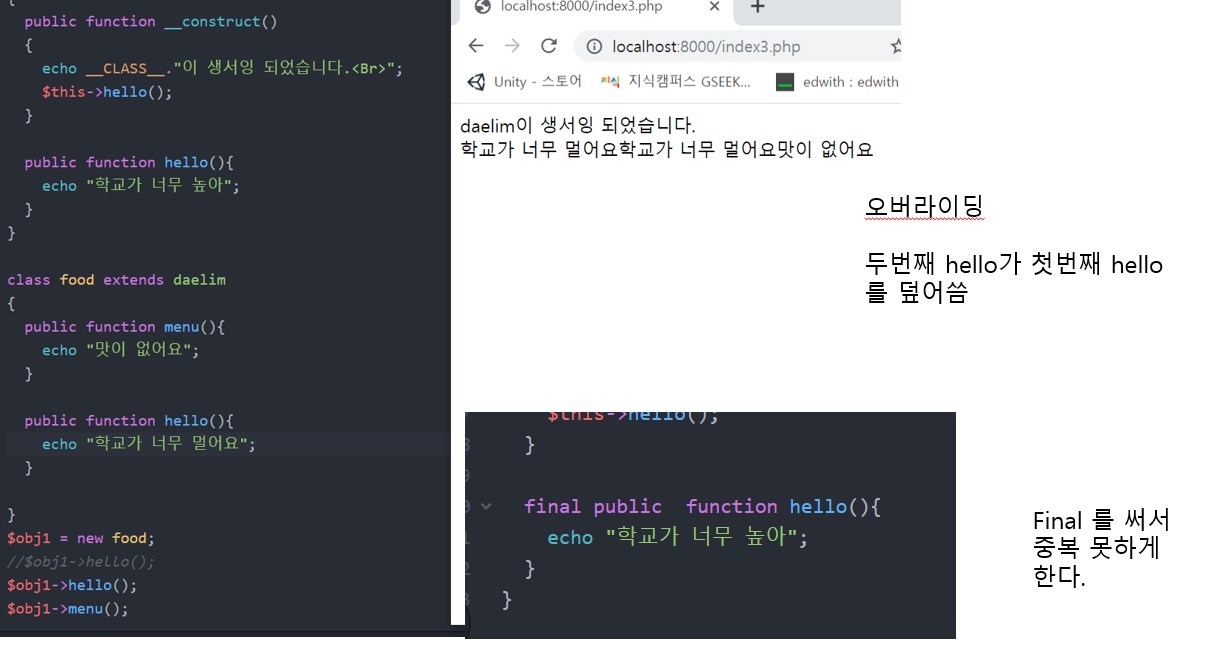 {
public function __construct()
{
echo __CLASS__."이 생서잉 되었습니다.<Br>";
$this->hello();
}
public function hello(){
echo "학교가 너무 높아";
}
}
class food extends daelim
{
public function menu(){
echo "맛이 없어요";
}
public function hello(){
echo "학교가 너무 멀어요";
}
}
$obj1 = new food;
//$obj1->hello();
$obj1->hello();
$obj1->menu();
localhost:8000/index3.php
localhost:8000/index3.php
Unity - 스토어 지식 지식캠퍼스 GSEEK... edwith : edwith
daelim이 생서잉 되었습니다.
학교가 너무 멀어요학교가 너무 멀어요맛이 없어요
오버라이딩
두번째 hello가 첫번째 hello
를 덮어씀
$this->hello();
8 }
9
0 final public function hello(){
1 echo "학교가 너무 높아";
2 }
3 }
Final 를 써서
중복 못하게
한다.